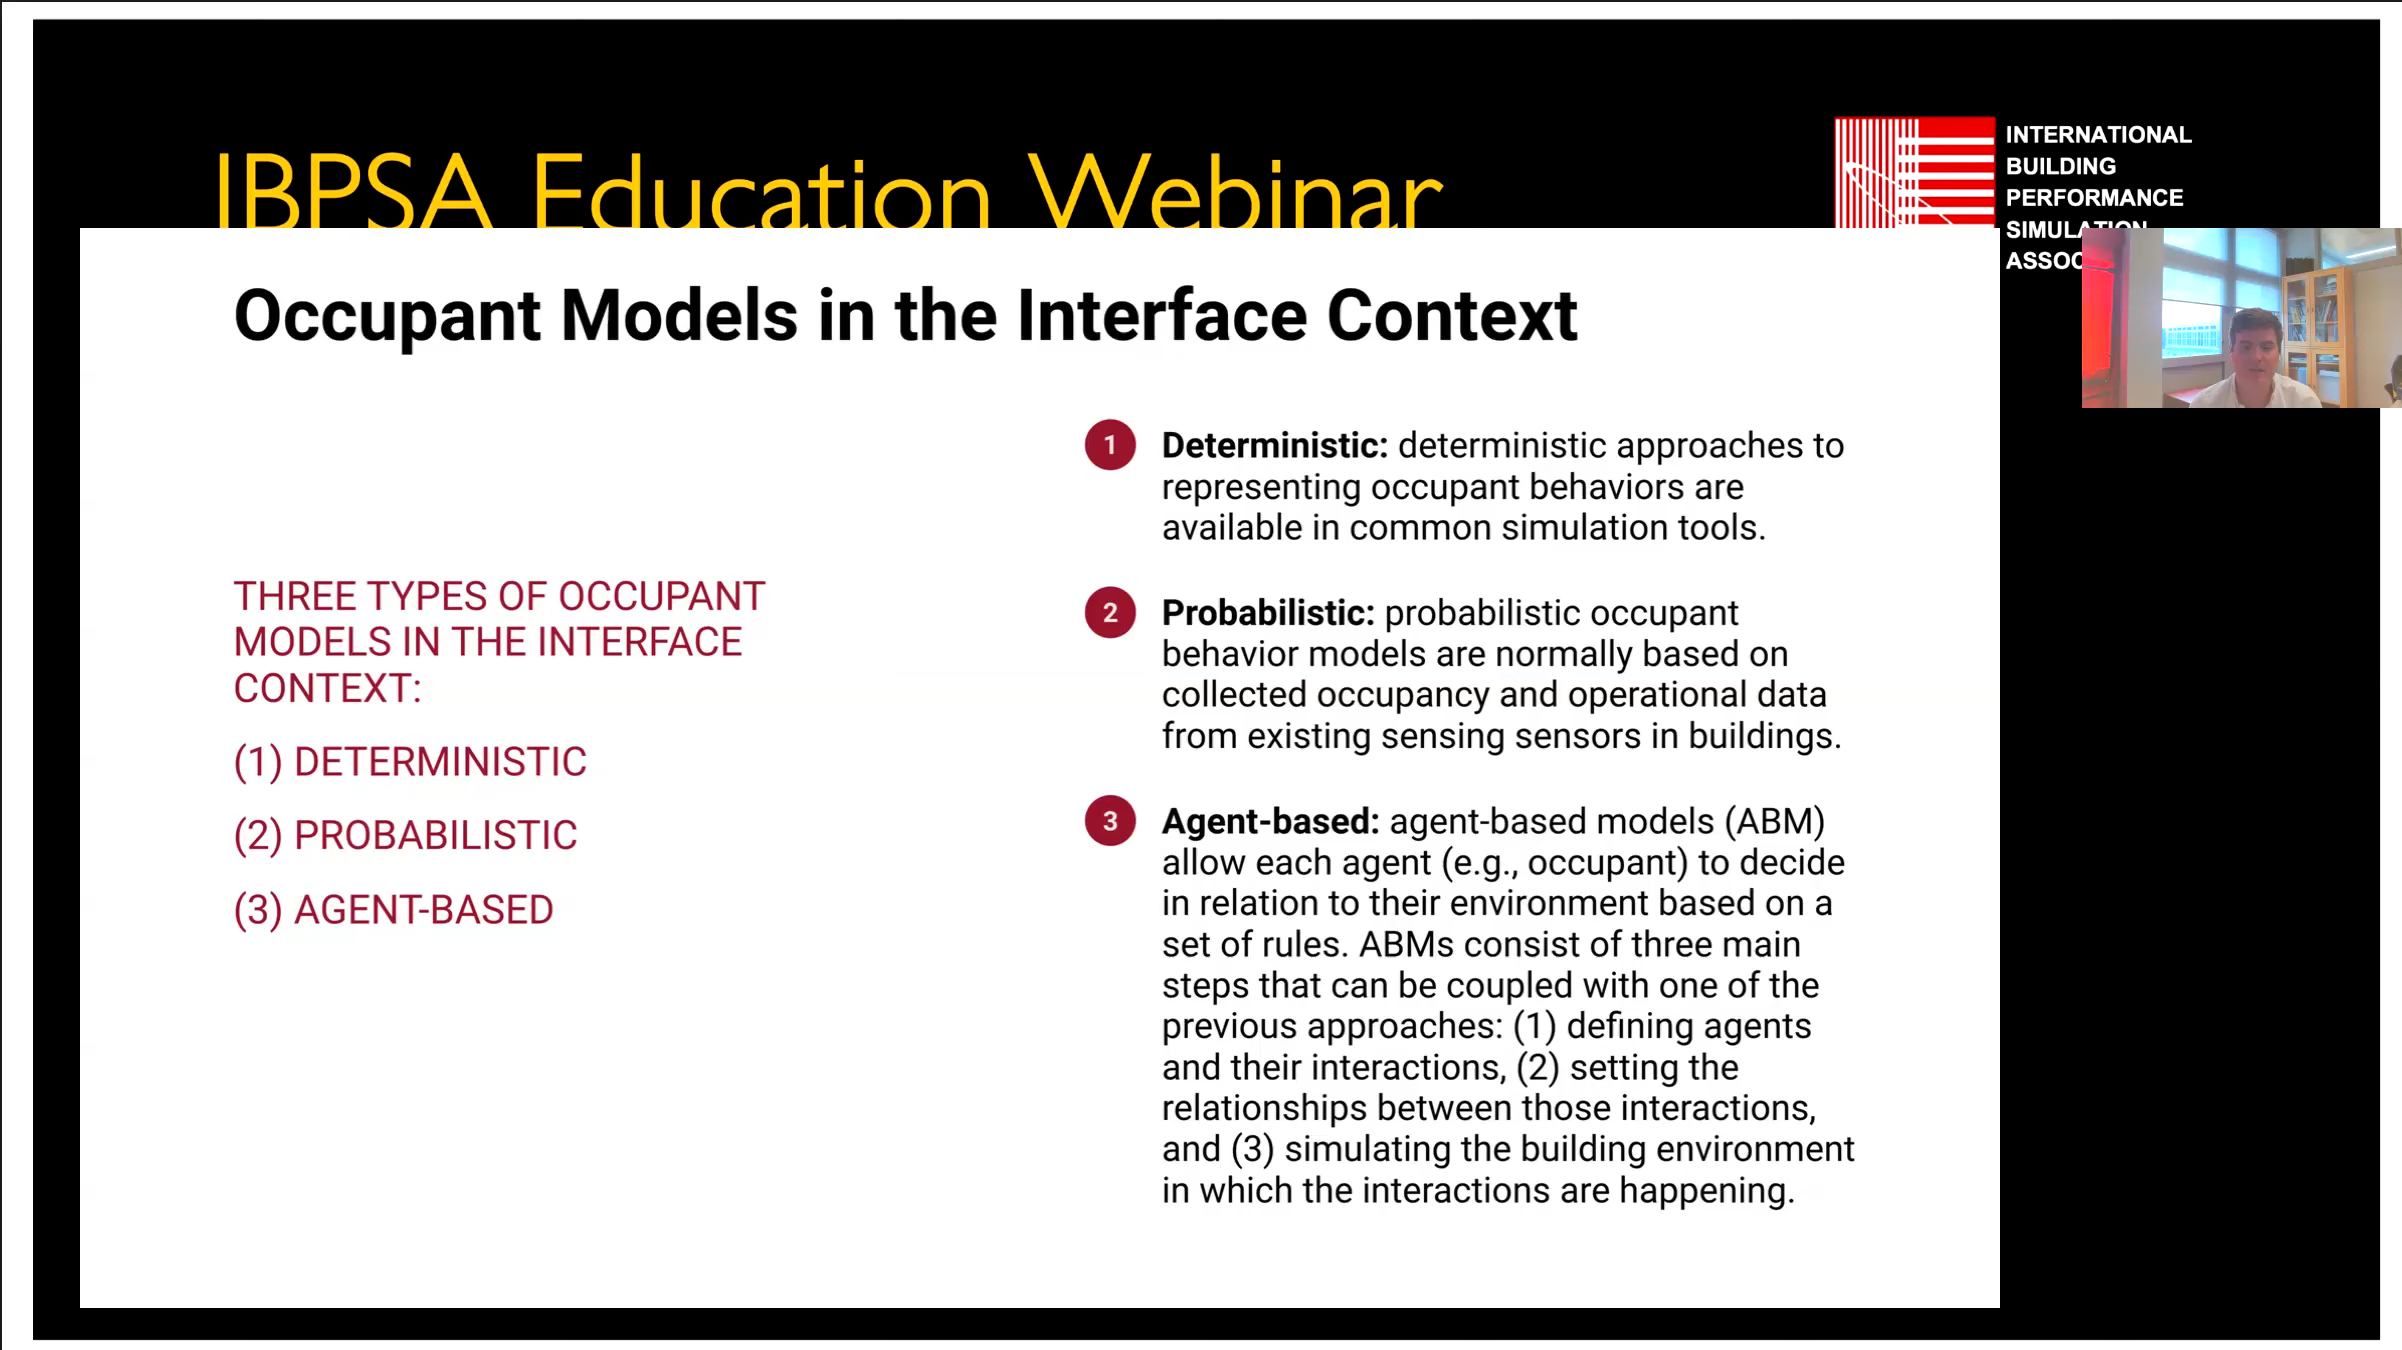 IBPSA Education Webinar
INTERNATIONAL
BUILDING
PERFORMANCE
SIMULATION
ASSOC
Occupant Models in the Interface Context
THREE TYPES OF OCCUPANT
MODELS IN THE INTERFACE
CONTEXT:
(1) DETERMINISTIC
(2) PROBABILISTIC
(3) AGENT-BASED
1 Deterministic: deterministic approaches to
representing occupant behaviors are
available in common simulation tools.
2 Probabilistic: probabilistic occupant
behavior models are normally based on
collected occupancy and operational data
from existing sensing sensors in buildings.
3 Agent-based: agent-based models (ABM)
allow each agent (e.g., occupant) to decide
in relation to their environment based on a
set of rules. ABMs consist of three main
steps that can be coupled with one of the
previous approaches: (1) defining agents
and their interactions, (2) setting the
relationships between those interactions,
and (3) simulating the building environment
in which the interactions are happening.